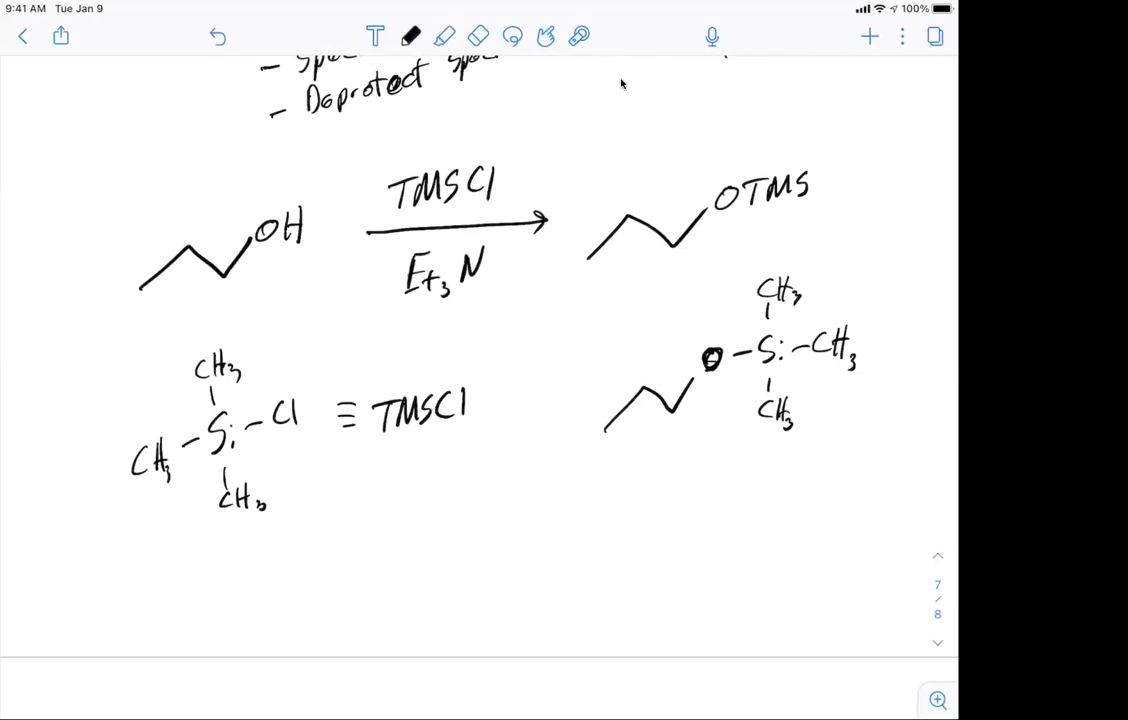 9:41 AM Tue Jan 9
100%
T
- Deprotect
OH
TMSCl
Et3N
OTMS
CH3
CH3 - Si - Cl ≡ TMSCl
CH3
CH3
O - Si - CH3
CH3
7
/
8